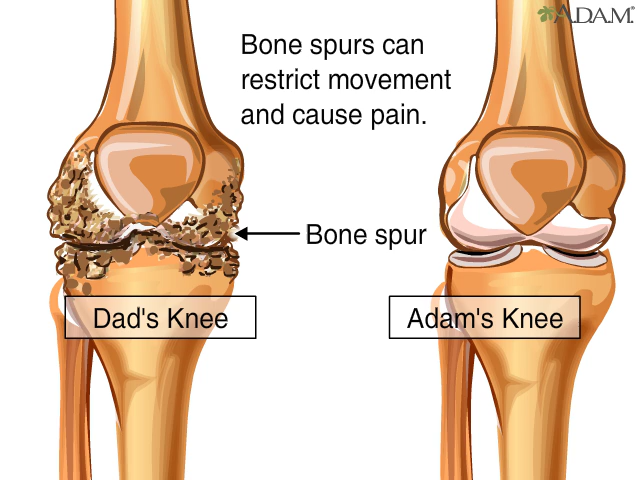 A.D.A.M.®
Bone spurs can
restrict movement
and cause pain.
Bone spur
Dad's Knee
Adam's Knee